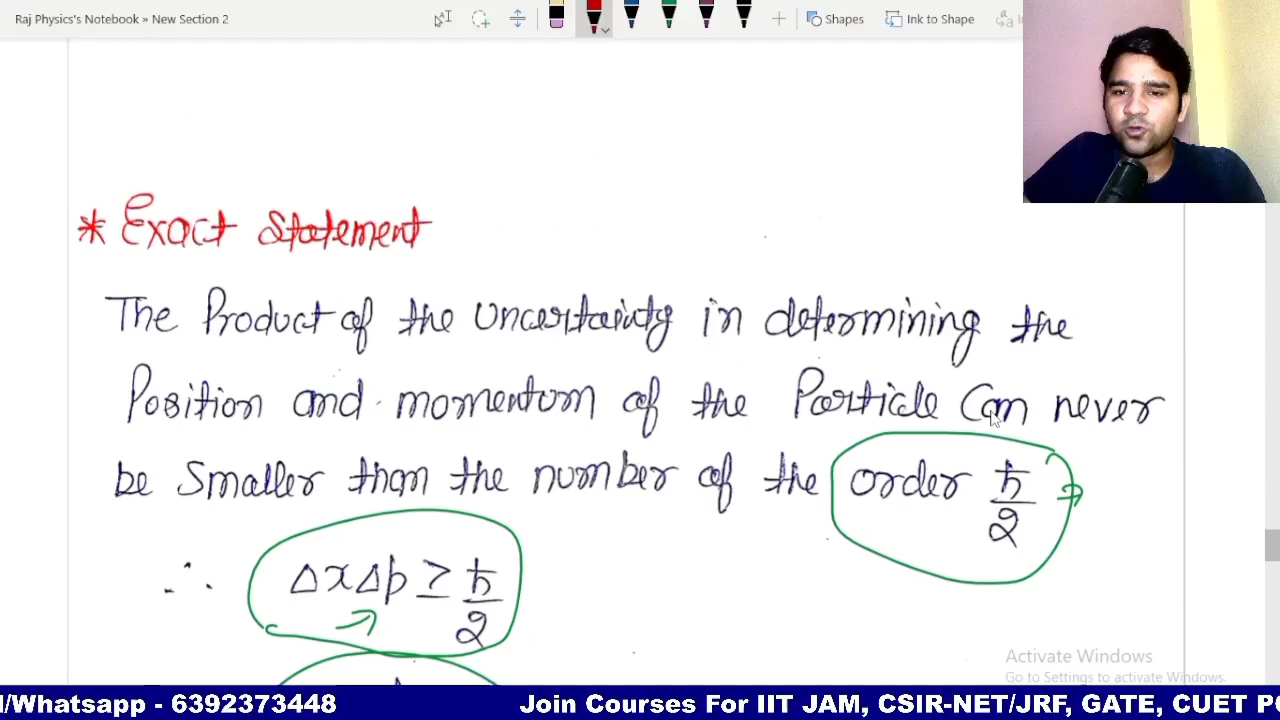 Raj Physics's Notebook » New Section 2
Shapes
Ink to Shape
* Exact Statement
The Product of the Uncertainity in determining the
Position and momentum of the Particle Can never
be Smaller than the number of the order ħ/2
∴ Δx Δp ≥ ħ/2
Activate Windows
Go to Settings to activate Windows.
/Whatsapp - 6392373448 Join Courses For IIT JAM, CSIR-NET/JRF, GATE, CUET P